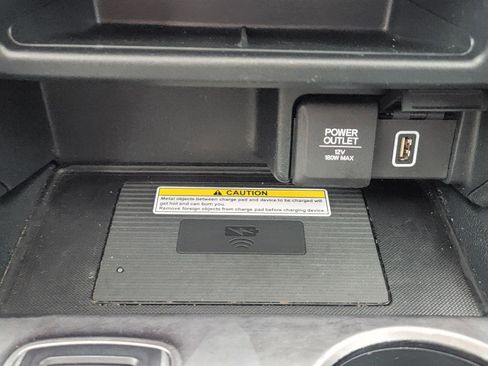 POWER
OUTLET
12V
180W MAX
CAUTION
Metal objects between charge pad and device to be charged will
get hot and can burn you.
Remove foreign objects from charge pad before charging device.